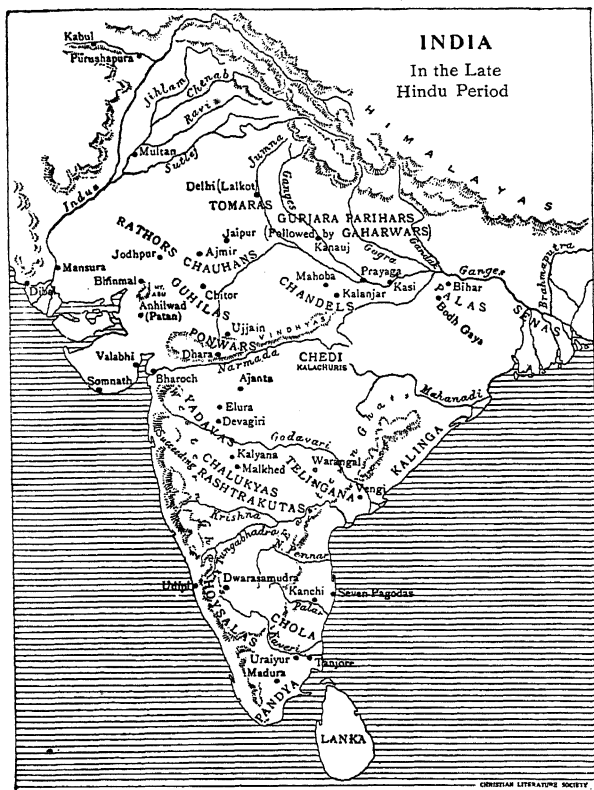 INDIA
In the Late
Hindu Period
Kabul
Purushapura
Jihlam
Chenab
Ravi
Multan
Sutlej
Indus
HIMALAYAS
Jumna
Ganges
Delhi (Lalkot)
TOMARAS
GURJARA PARIHARS
(Followed by GAHARWARS)
Kanauj
Gogra
Gandak
Ganges
Brahmaputra
RATHORS
Jaipur
Jodhpur
Ajmir
CHAUHANS
Mansura
Dibal
Bhinmal
MT. ABU
GUHILAS
Chitor
Anhilwad
(Patan)
Mahoba
Kalanjar
CHANDELS
Prayaga
Kasi
Bihar
PALAS
Bodh Gaya
SENAS
Ujjain
PONWARS
VINDHYAS
Dhara
Narmada
CHEDI
KALACHURIS
Valabhi
Somnath
Bharoch
Ajanta
Elura
Devagiri
YADAVAS
Mahanadi
Ghats
Godavari
KALINGA
Kalyana
Malkhed
CHALUKYAS
RASHTRAKUTAS
Warangal
TELINGANA
Vengi
Krishna
Tungabhadra
N. Pennar
Udipi
Dwarasamudra
HOYSALAS
Kanchi
Seven Pagodas
Palar
CHOLA
Kaveri
Uraiyur
Tanjore
Madura
PANDYA
LANKA
CHRISTIAN LITERATURE SOCIETY